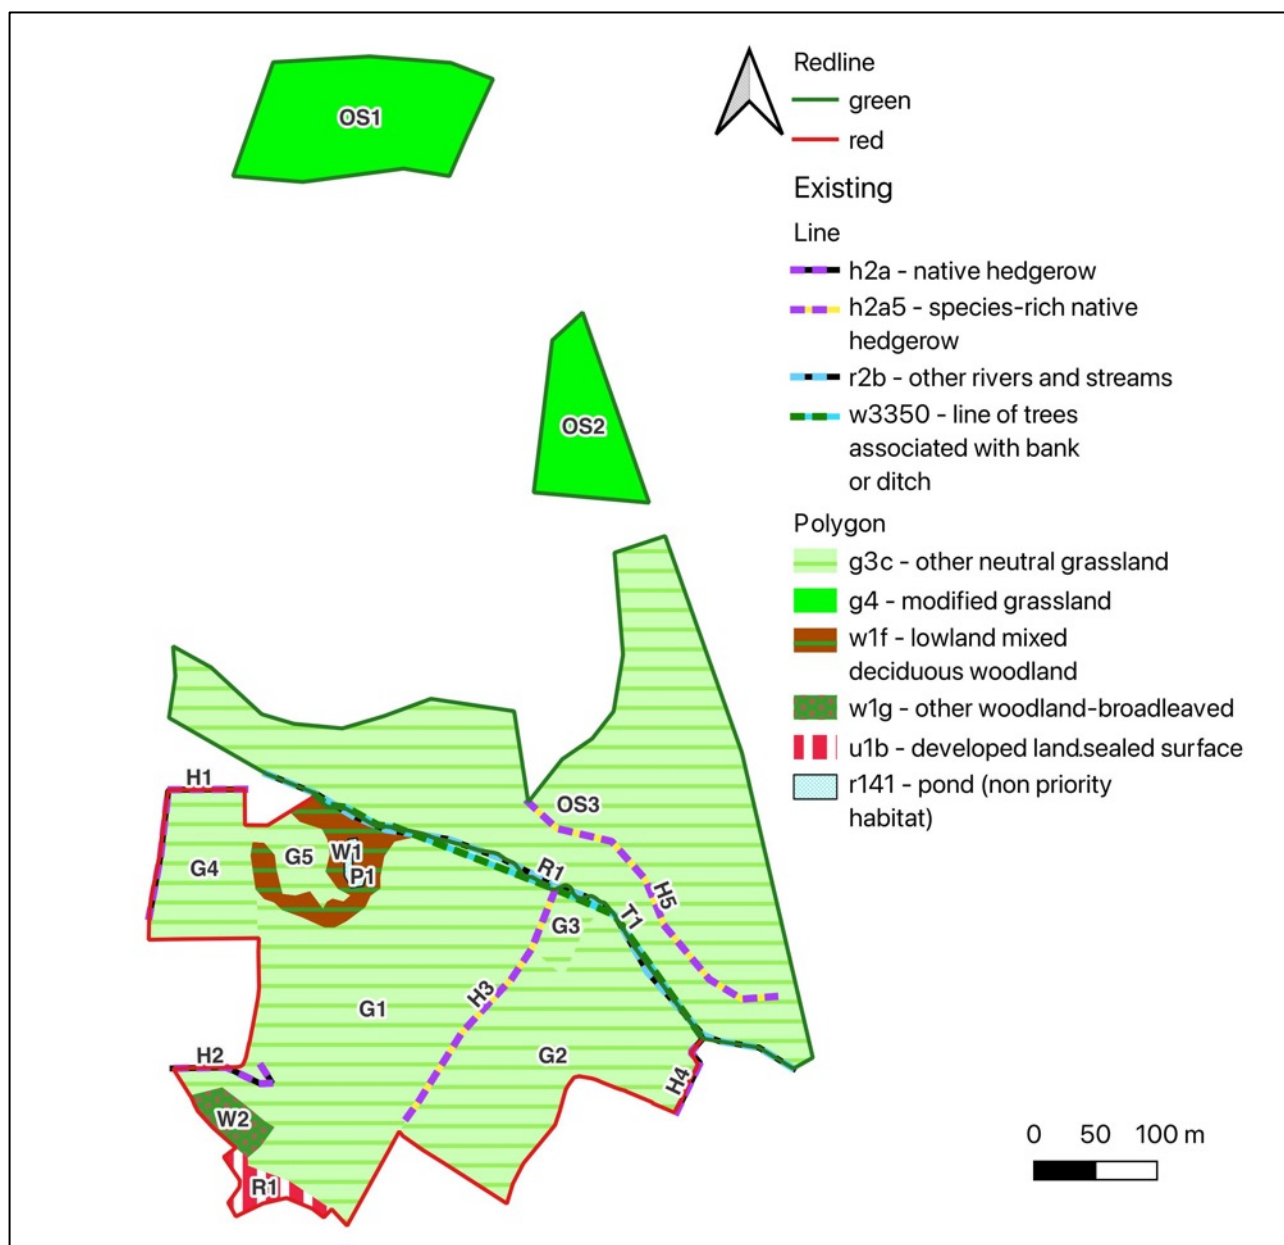 Redline
green
red
Existing
Line
h2a - native hedgerow
h2a5 - species-rich native
hedgerow
r2b - other rivers and streams
w3350 - line of trees
associated with bank
or ditch
Polygon
g3c - other neutral grassland
g4 - modified grassland
w1f - lowland mixed
deciduous woodland
w1g - other woodland-broadleaved
u1b - developed land.sealed surface
r141 - pond (non priority
habitat)
OS1
OS2
H1
OS3
G4
G5
W1
P1
R1
H5
T1
G3
H3
G1
H2
G2
H4
W2
R1
0 50 100 m